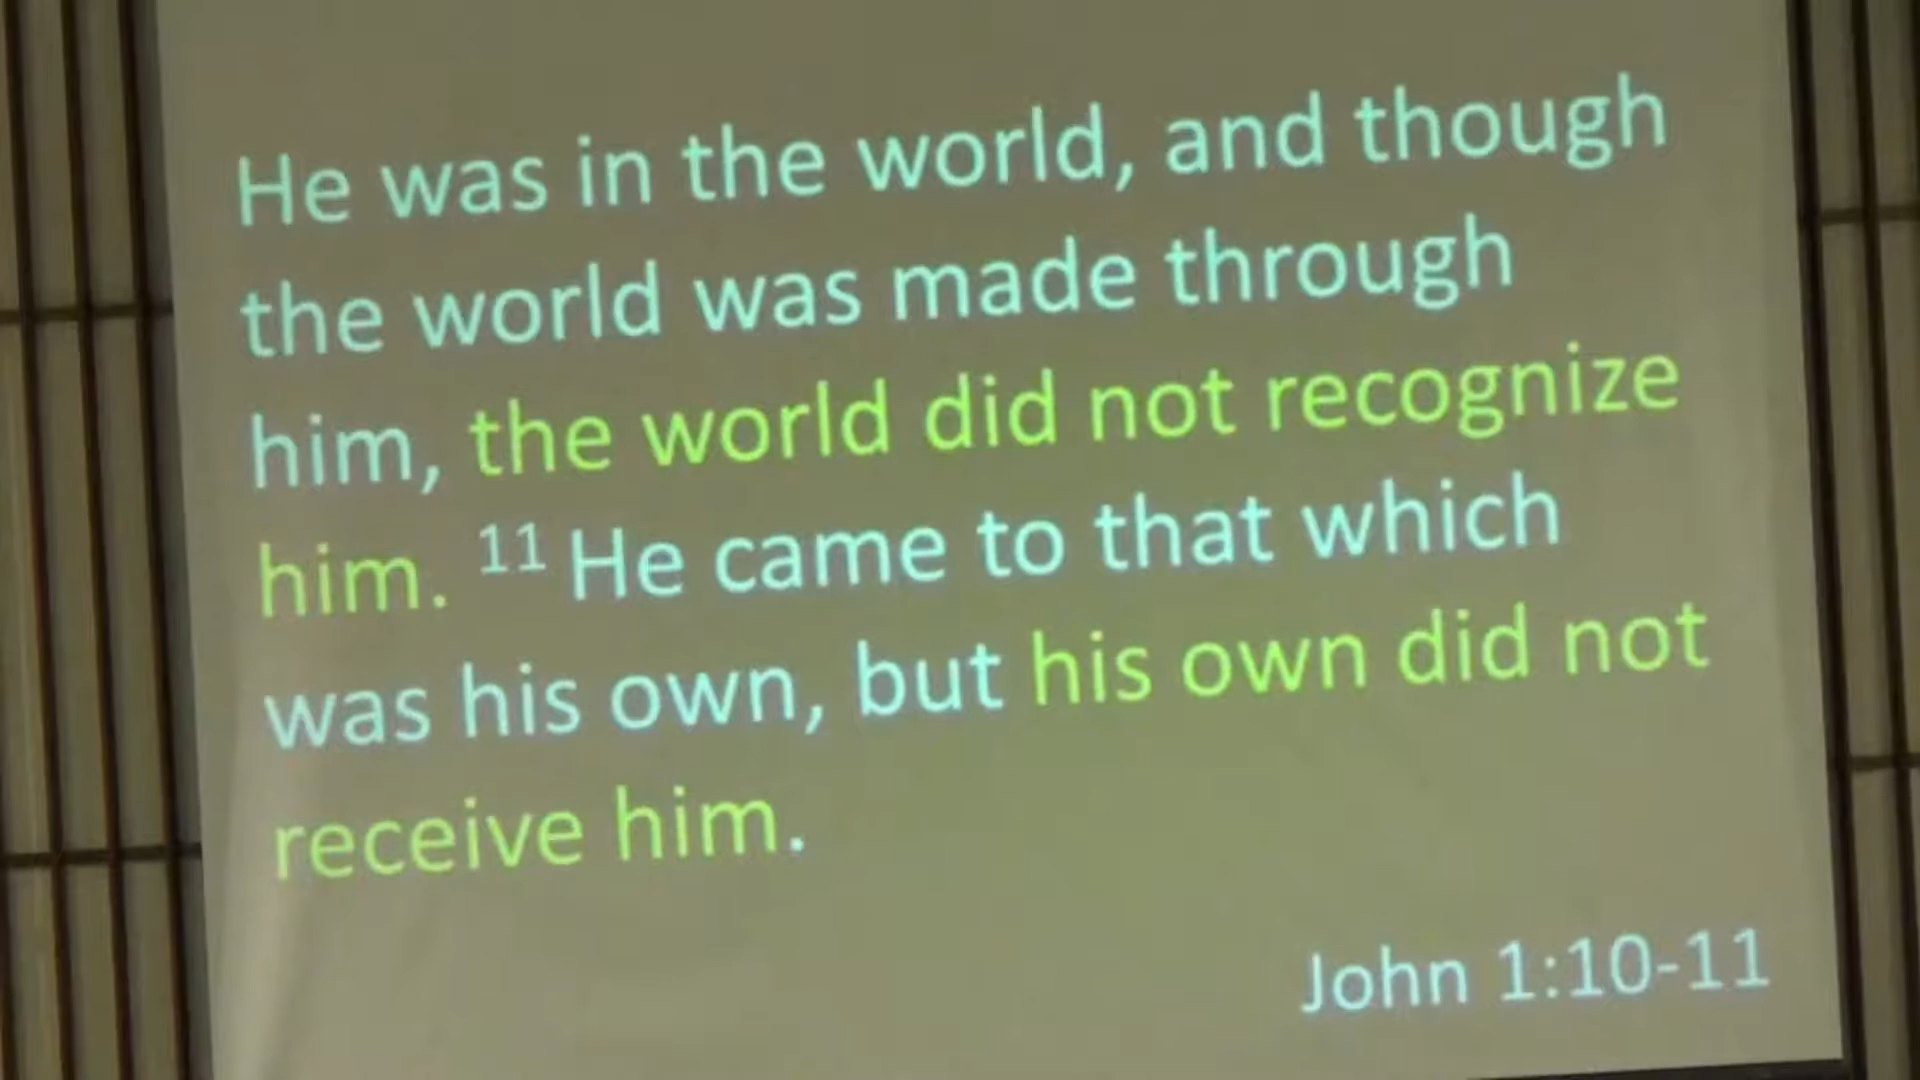 He was in the world, and though
the world was made through
him, the world did not recognize
him. 11 He came to that which
was his own, but his own did not
receive him.
John 1:10-11